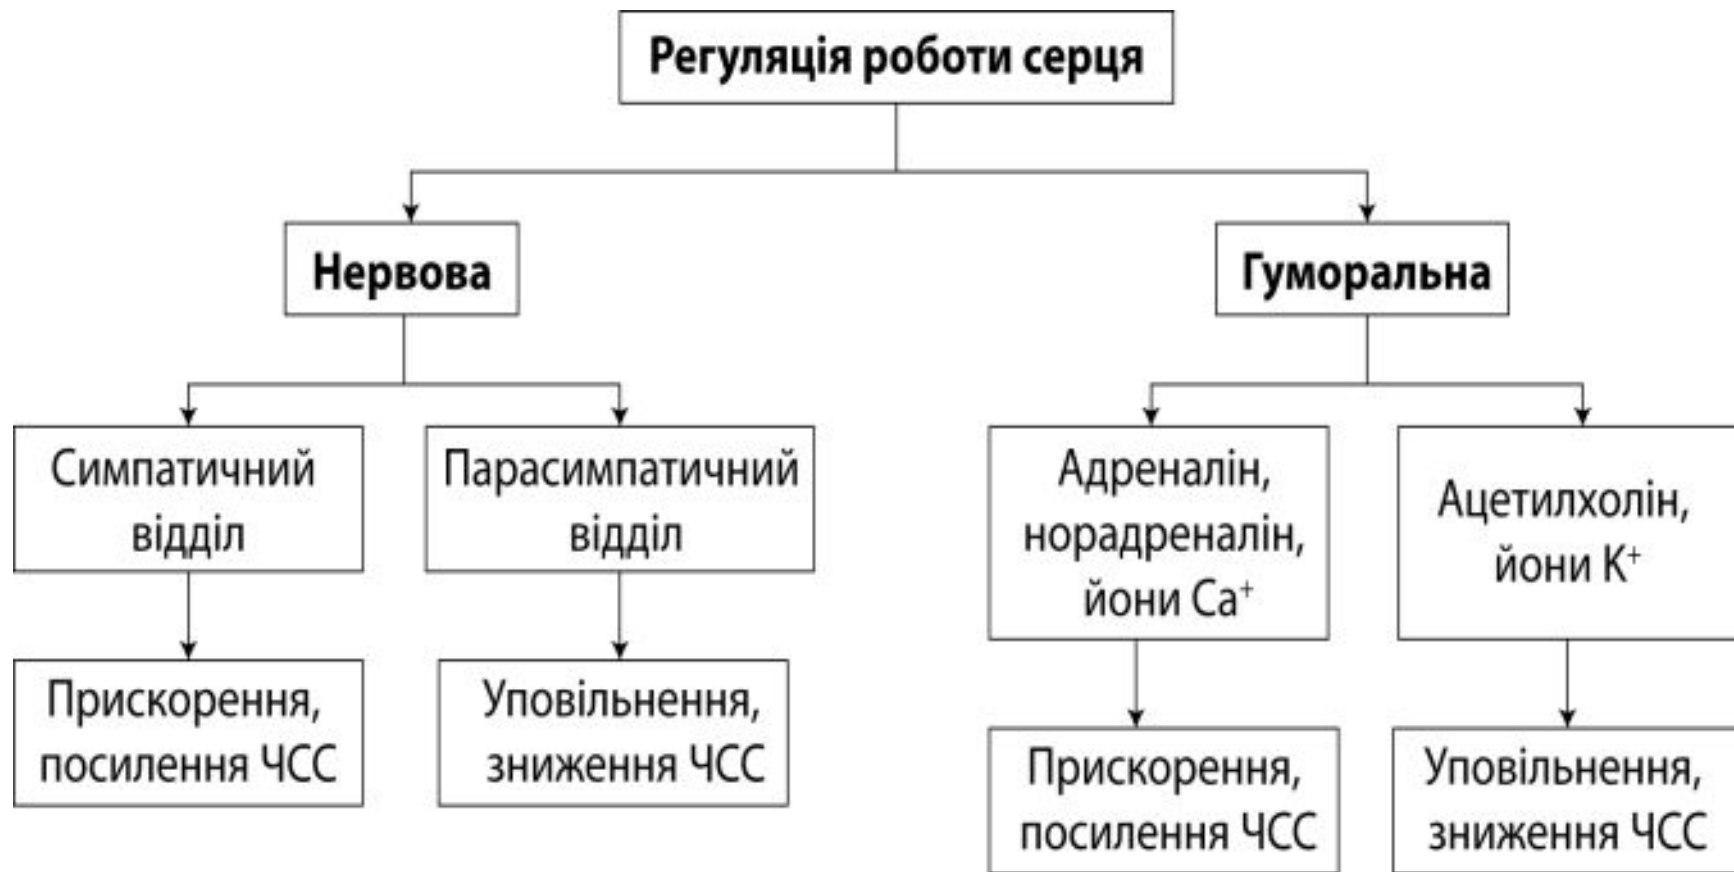 Регуляція роботи серця
Нервова
Гуморальна
Симпатичний
відділ
Парасимпатичний
відділ
Адреналін,
норадреналін,
йони Ca⁺
Ацетилхолін,
йони K⁺
Прискорення,
посилення ЧСС
Уповільнення,
зниження ЧСС
Прискорення,
посилення ЧСС
Уповільнення,
зниження ЧСС